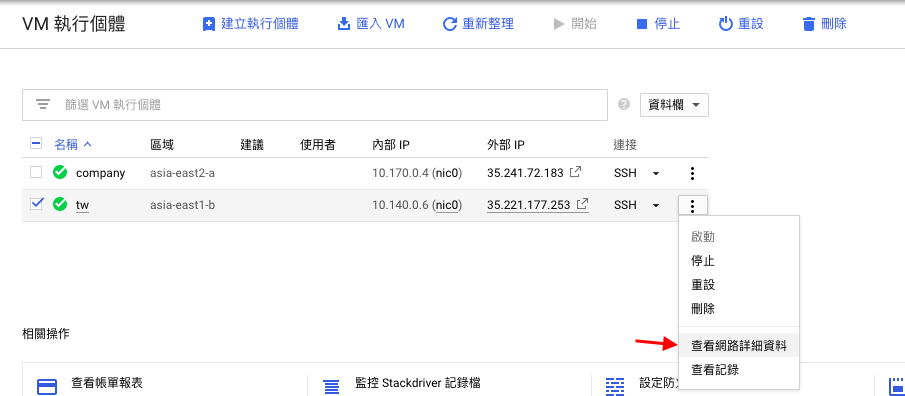 VM 執行個體
建立執行個體 匯入 VM 重新整理 開始 停止 重設 刪除
篩選 VM 執行個體 ? 資料欄
名稱 區域 建議 使用者 內部 IP 外部 IP 連接
company asia-east2-a 10.170.0.4 (nic0) 35.241.72.183 SSH
tw asia-east1-b 10.140.0.6 (nic0) 35.221.177.253 SSH
啟動
停止
重設
刪除
查看網路詳細資料
查看記錄
相關操作
查看帳單報表 監控 Stackdriver 記錄檔 設定防